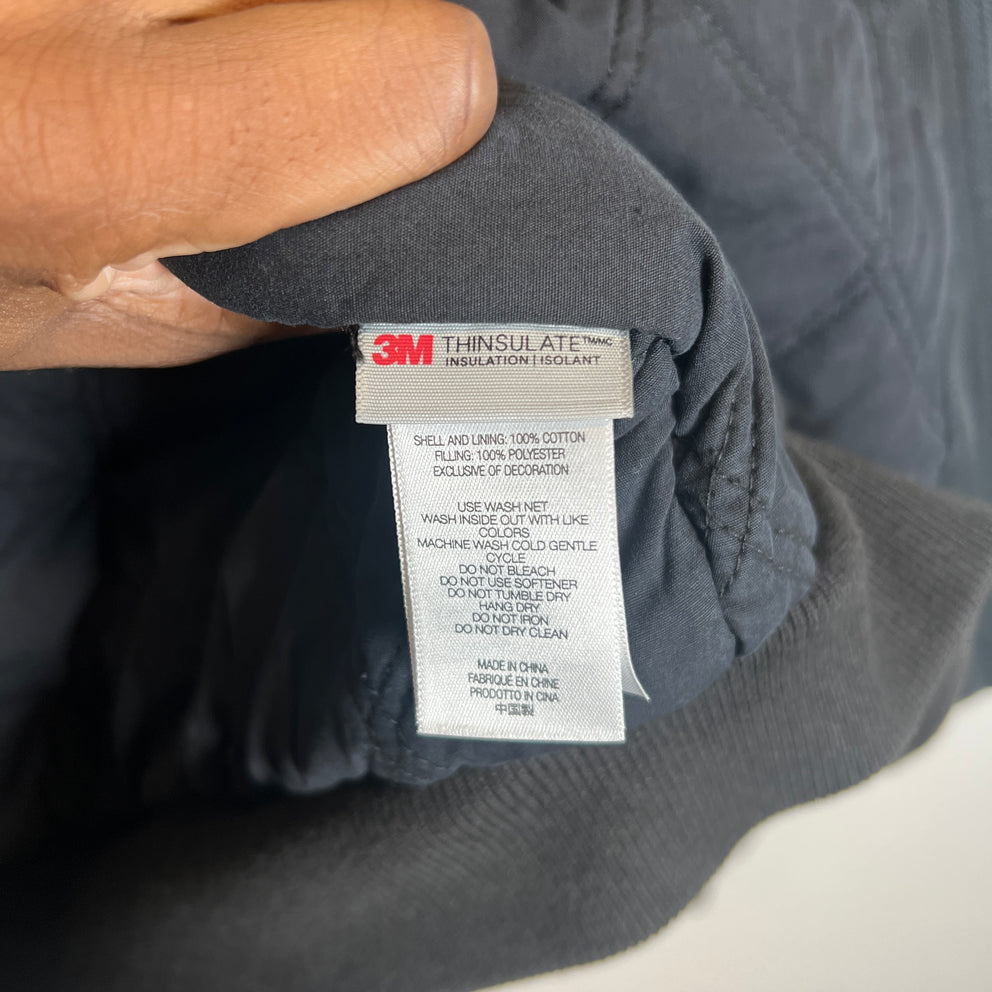 3M THINSULATE™/MC
INSULATION | ISOLANT
SHELL AND LINING: 100% COTTON
FILLING: 100% POLYESTER
EXCLUSIVE OF DECORATION
USE WASH NET
WASH INSIDE OUT WITH LIKE
COLORS
MACHINE WASH COLD GENTLE
CYCLE
DO NOT BLEACH
DO NOT USE SOFTENER
DO NOT TUMBLE DRY
HANG DRY
DO NOT IRON
DO NOT DRY CLEAN
MADE IN CHINA
FABRIQUÉ EN CHINE
PRODOTTO IN CINA
中国製